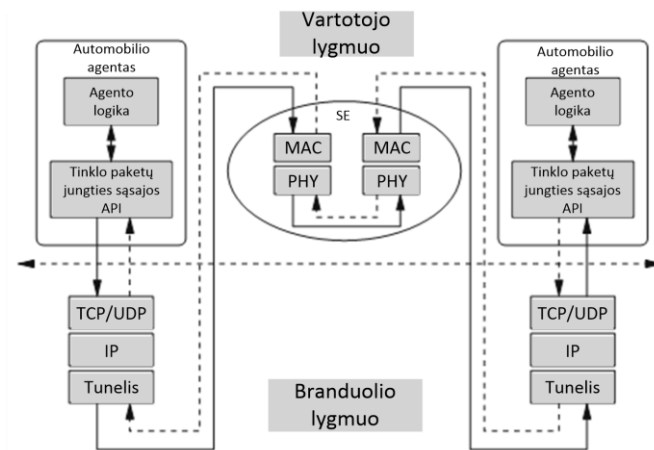 Vartotojo
lygmuo
Automobilio
agentas
Agento
logika
Tinklo paketų
jungties sąsajos
API
SE
MAC
MAC
PHY
PHY
Automobilio
agentas
Agento
logika
Tinklo paketų
jungties sąsajos
API
TCP/UDP
IP
Tunelis
Branduolio
lygmuo
TCP/UDP
IP
Tunelis